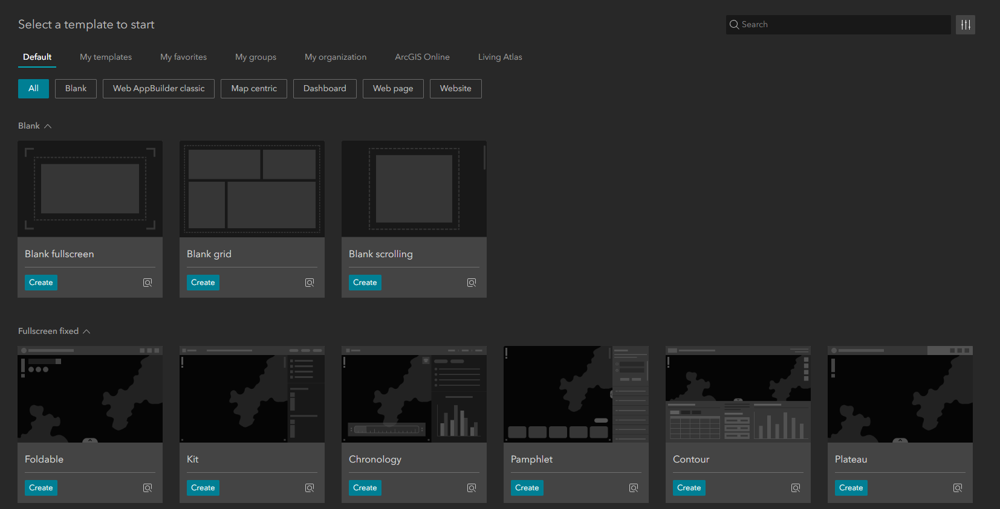 Select a template to start
Search
Default My templates My favorites My groups My organization ArcGIS Online Living Atlas
All Blank Web AppBuilder classic Map centric Dashboard Web page Website
Blank
Blank fullscreen Blank grid Blank scrolling
Create Create Create
Fullscreen fixed
Foldable Kit Chronology Pamphlet Contour Plateau
Create Create Create Create Create Create